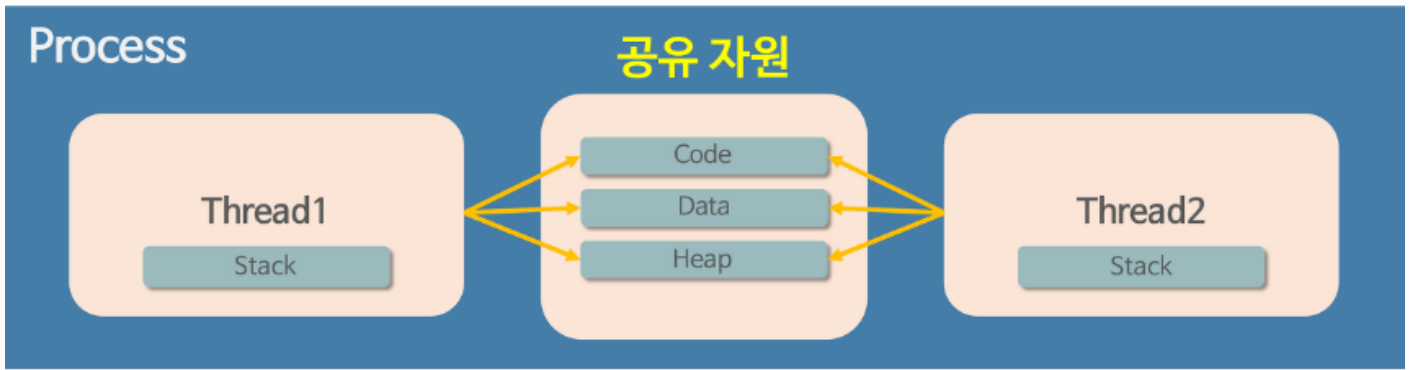 Process
공유 자원
Thread1
Stack
Code
Data
Heap
Thread2
Stack